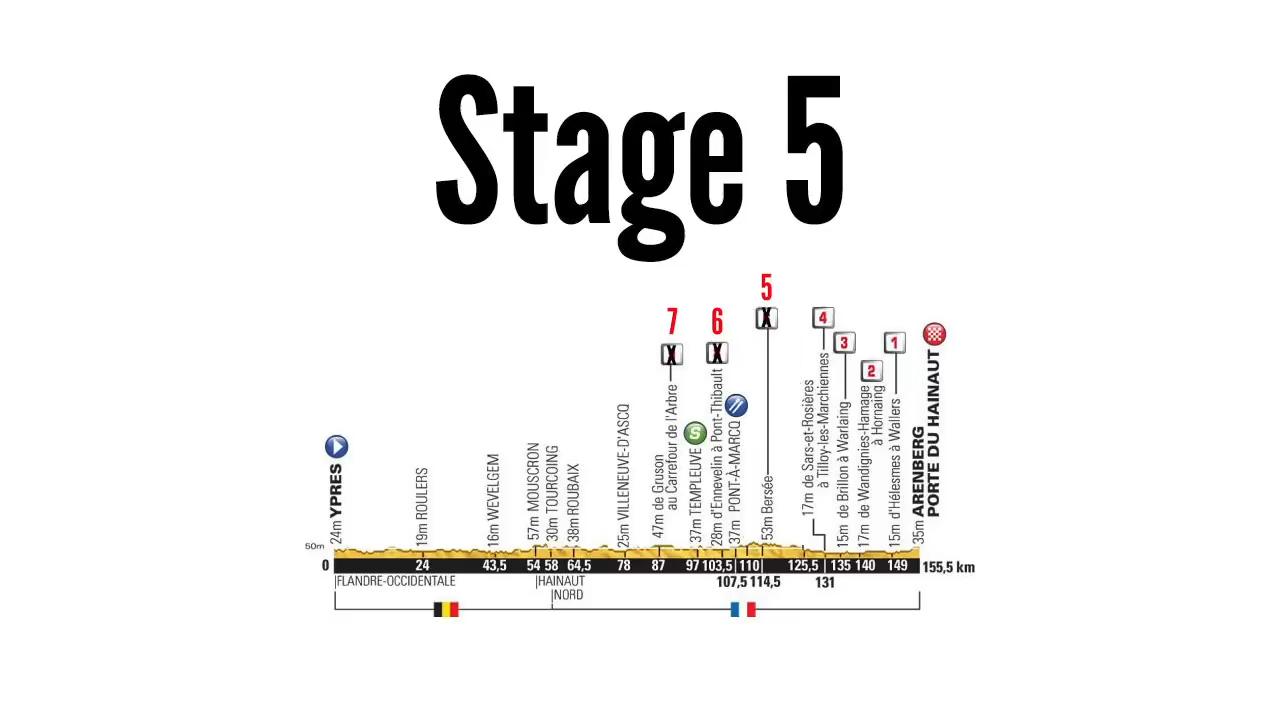 Stage 5
5
7
6
X
X
X
4
3
2
1
24m YPRES
19m ROULERS
16m WEVELGEM
57m MOUSCRON
30m TOURCOING
38m ROUBAIX
25m VILLENEUVE-D'ASCQ
47m de Gruson
au Carrefour de l'Arbre
S
37m TEMPLEUVE
28m d'Ennevelin à Pont-Thibault
37m PONT-À-MARCQ
53m Bersée
17m de Sars-et-Rosières
à Tilloy-les-Marchiennes
15m de Brillon à Warlaing
17m de Wandignies-Hamage
à Hornaing
15m d'Hélesmes à Wallers
35m ARENBERG
PORTE DU HAINAUT
50m
0 24 43,5 54 58 64,5 78 87 97 103,5 110 125,5 135 140 149 155,5 km
107,5 114,5 131
FLANDRE-OCCIDENTALE HAINAUT
NORD